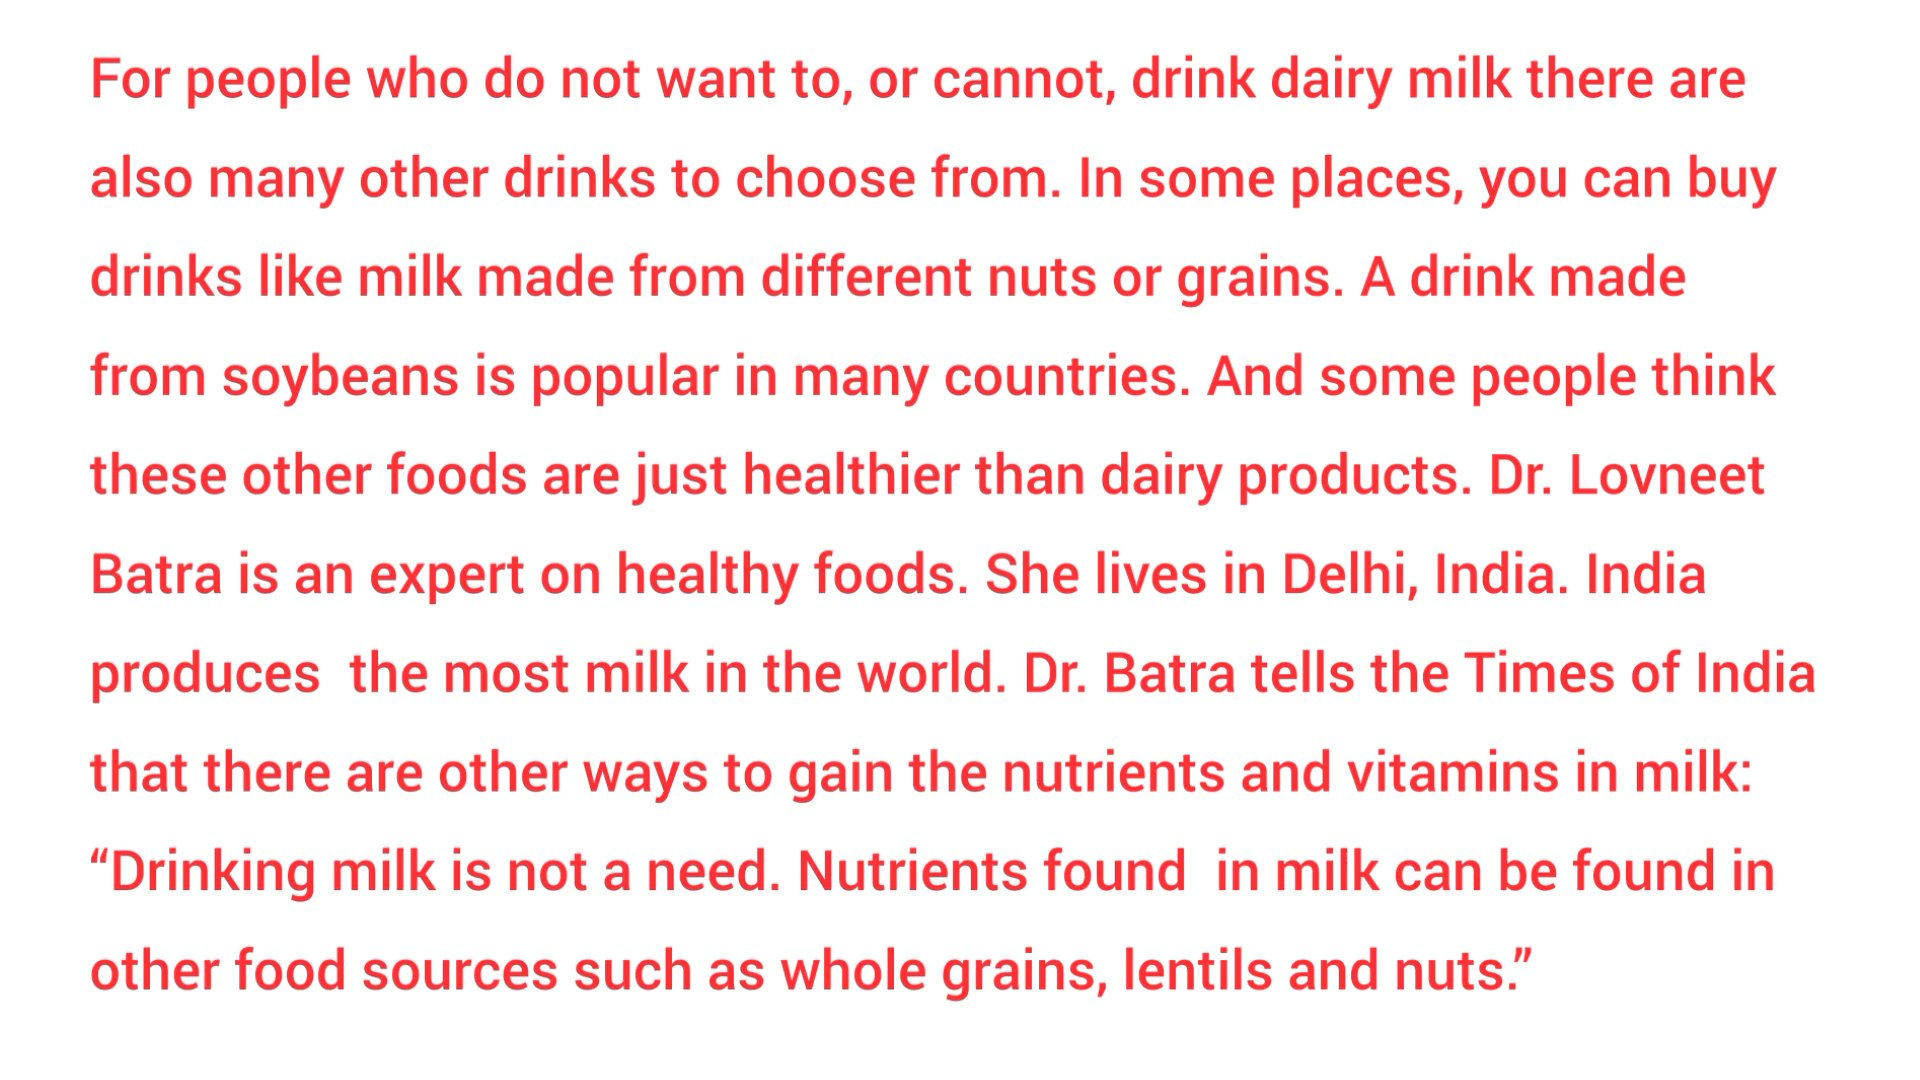 For people who do not want to, or cannot, drink dairy milk there are
also many other drinks to choose from. In some places, you can buy
drinks like milk made from different nuts or grains. A drink made
from soybeans is popular in many countries. And some people think
these other foods are just healthier than dairy products. Dr. Lovneet
Batra is an expert on healthy foods. She lives in Delhi, India. India
produces  the most milk in the world. Dr. Batra tells the Times of India
that there are other ways to gain the nutrients and vitamins in milk:
“Drinking milk is not a need. Nutrients found  in milk can be found in
other food sources such as whole grains, lentils and nuts.”